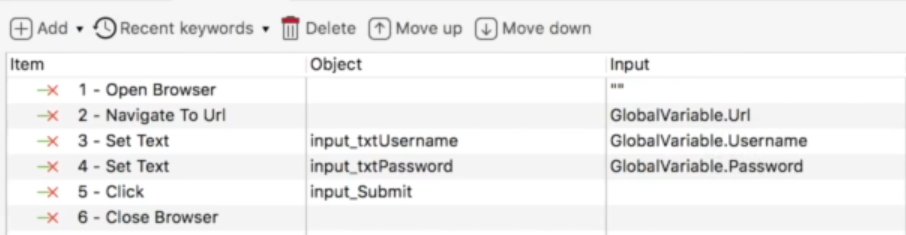 Add Recent keywords Delete Move up Move down
Item Object Input
1 - Open Browser ""
2 - Navigate To Url GlobalVariable.Url
3 - Set Text input_txtUsername GlobalVariable.Username
4 - Set Text input_txtPassword GlobalVariable.Password
5 - Click input_Submit
6 - Close Browser